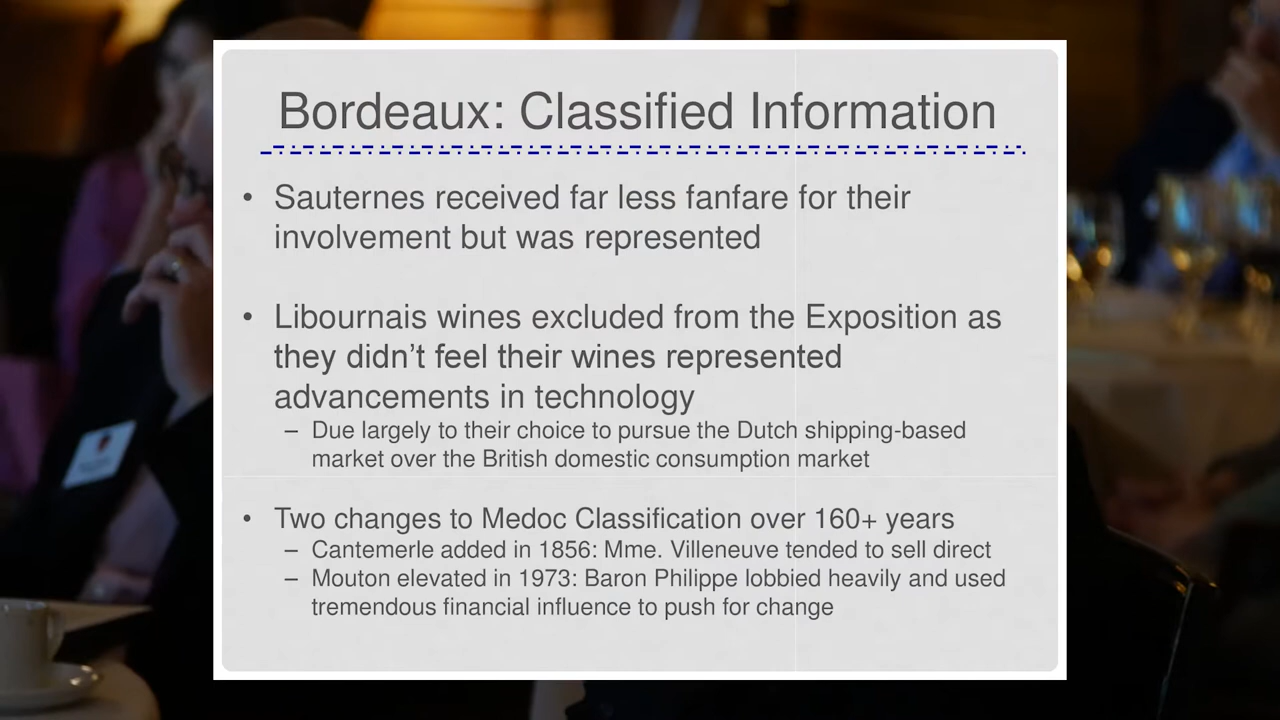 Bordeaux: Classified Information
• Sauternes received far less fanfare for their
involvement but was represented
• Libournais wines excluded from the Exposition as
they didn't feel their wines represented
advancements in technology
– Due largely to their choice to pursue the Dutch shipping-based
market over the British domestic consumption market
• Two changes to Medoc Classification over 160+ years
– Cantemerle added in 1856: Mme. Villeneuve tended to sell direct
– Mouton elevated in 1973: Baron Philippe lobbied heavily and used
tremendous financial influence to push for change